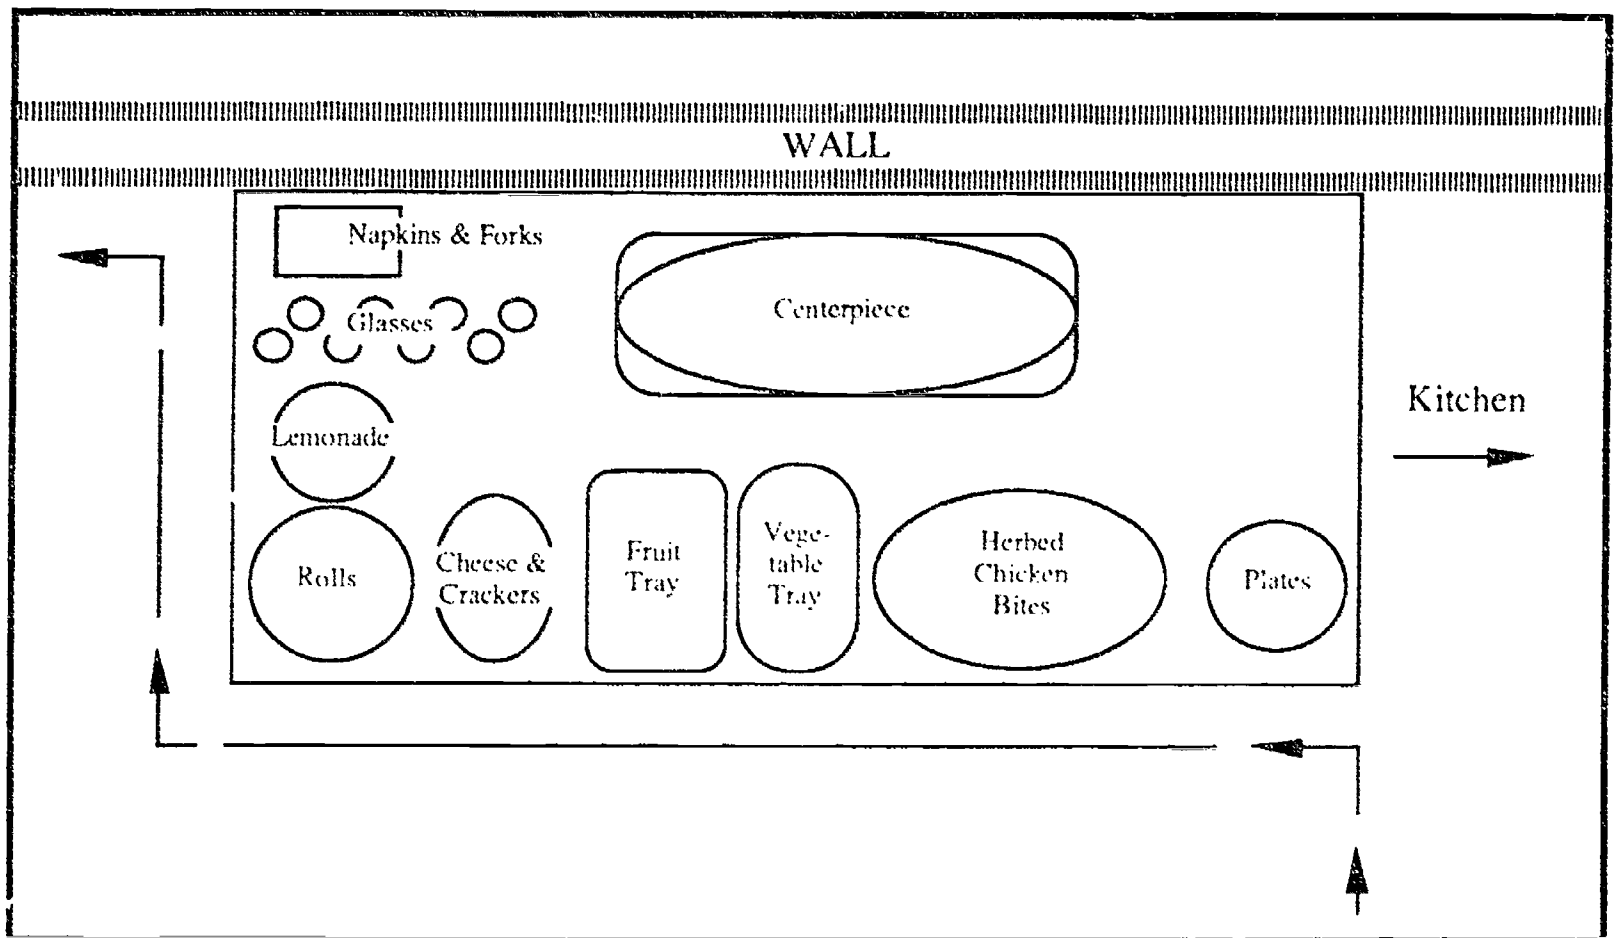 WALL
Napkins & Forks
Glasses
Centerpiece
Kitchen
Lemonade
Rolls
Cheese &
Crackers
Fruit
Tray
Vege-
table
Tray
Herbed
Chicken
Bites
Plates